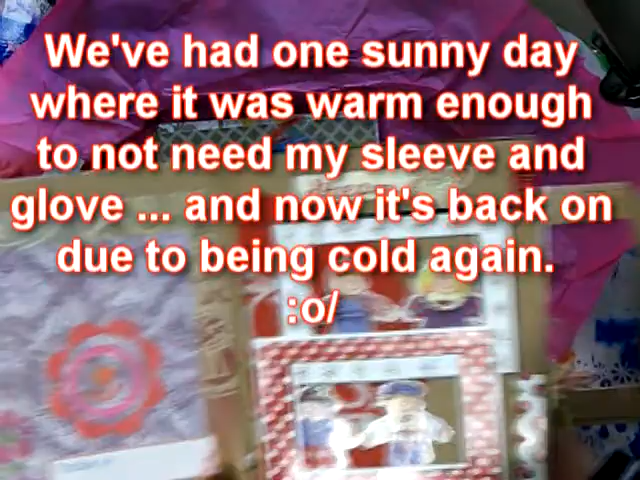 We've had one sunny day
where it was warm enough
to not need my sleeve and
glove ... and now it's back on
due to being cold again.
:o/